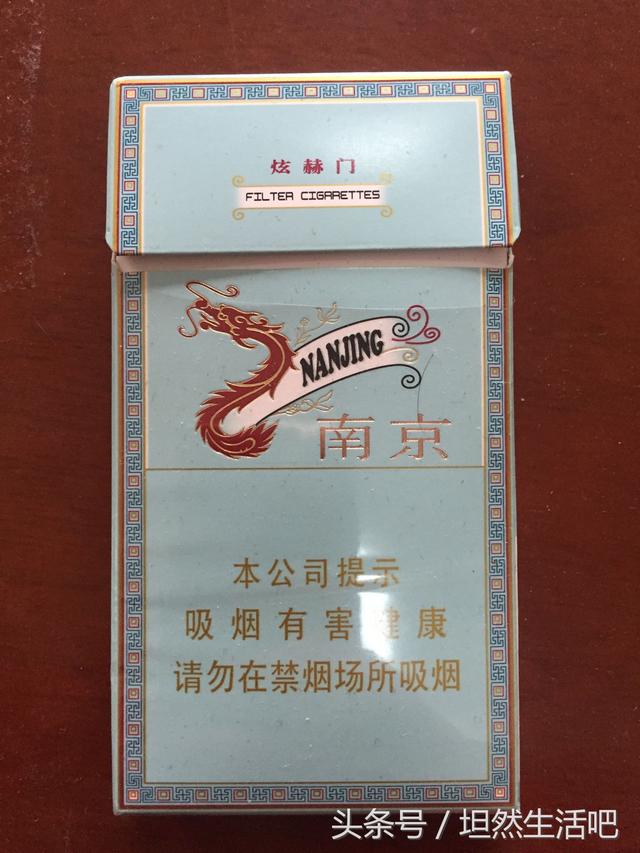 炫赫门
FILTER CIGARETTES
NANJING
南京
本公司提示
吸烟有害健康
请勿在禁烟场所吸烟
头条号 / 坦然生活吧